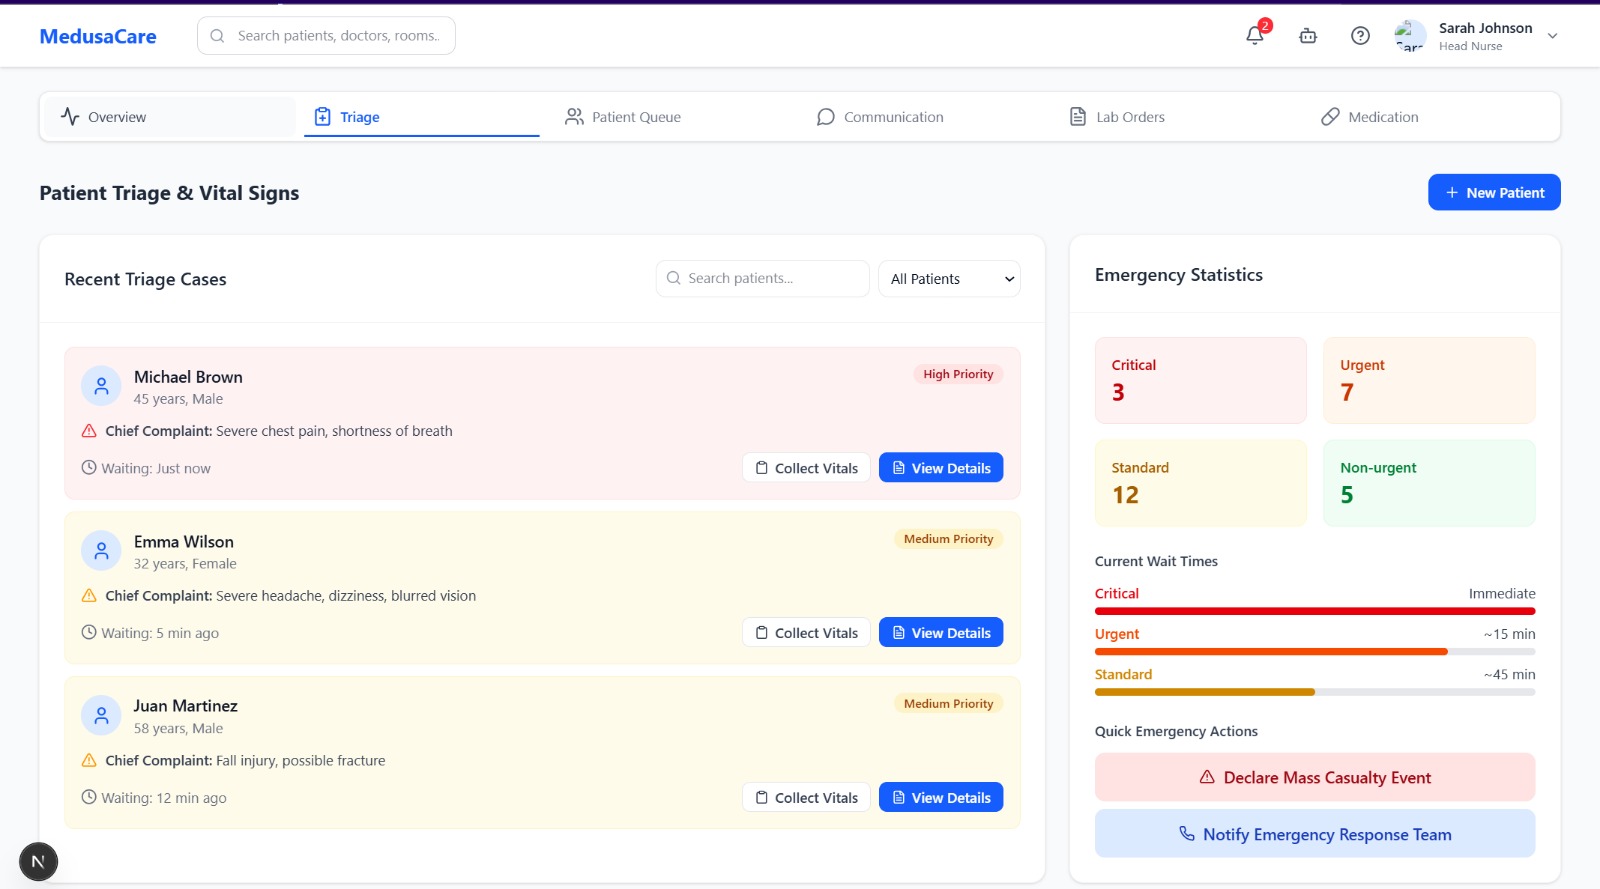 MedusaCare
Search patients, doctors, rooms..
2
Sarah Johnson
Head Nurse
Overview
Triage
Patient Queue
Communication
Lab Orders
Medication
Patient Triage & Vital Signs
New Patient
Recent Triage Cases
Search patients...
All Patients
Michael Brown
High Priority
45 years, Male
Chief Complaint: Severe chest pain, shortness of breath
Waiting: Just now
Collect Vitals
View Details
Emma Wilson
Medium Priority
32 years, Female
Chief Complaint: Severe headache, dizziness, blurred vision
Waiting: 5 min ago
Collect Vitals
View Details
Juan Martinez
Medium Priority
58 years, Male
Chief Complaint: Fall injury, possible fracture
Waiting: 12 min ago
Collect Vitals
View Details
Emergency Statistics
Critical
3
Urgent
7
Standard
12
Non-urgent
5
Current Wait Times
Critical Immediate
Urgent ~15 min
Standard ~45 min
Quick Emergency Actions
Declare Mass Casualty Event
Notify Emergency Response Team
N